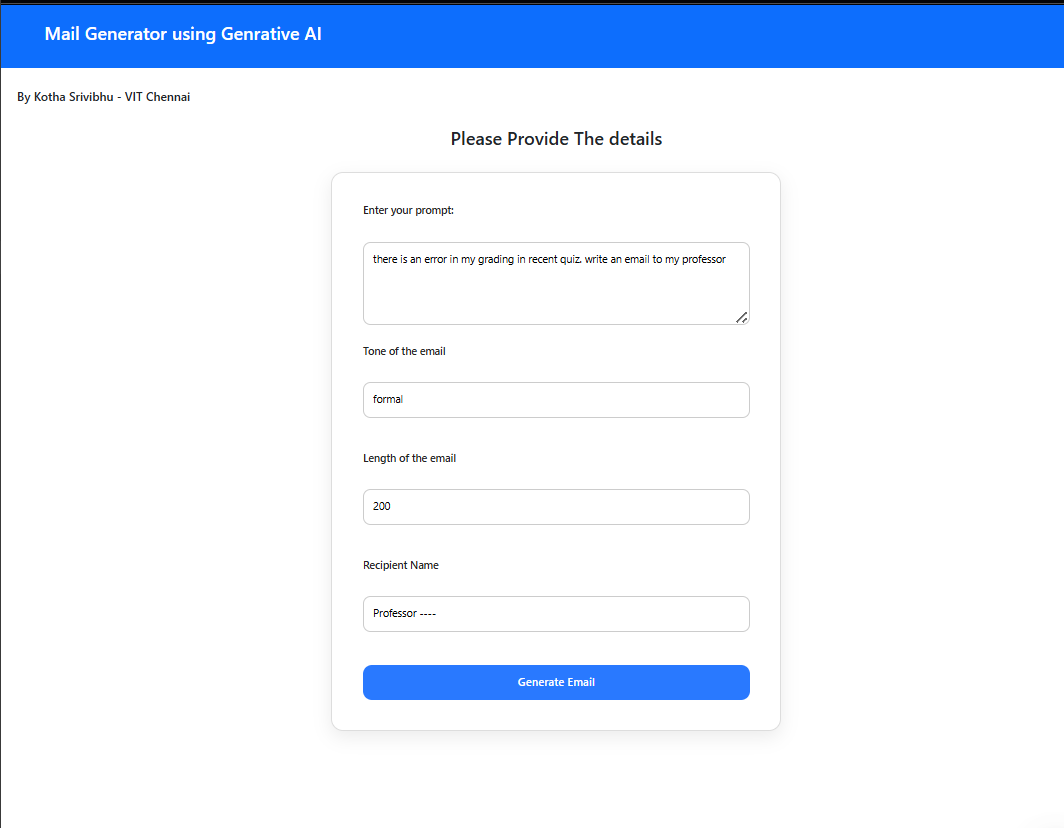 Mail Generator using Genrative AI
By Kotha Srivibhu - VIT Chennai
Please Provide The details
Enter your prompt:
there is an error in my grading in recent quiz. write an email to my professor
Tone of the email
formal
Length of the email
200
Recipient Name
Professor ----
Generate Email